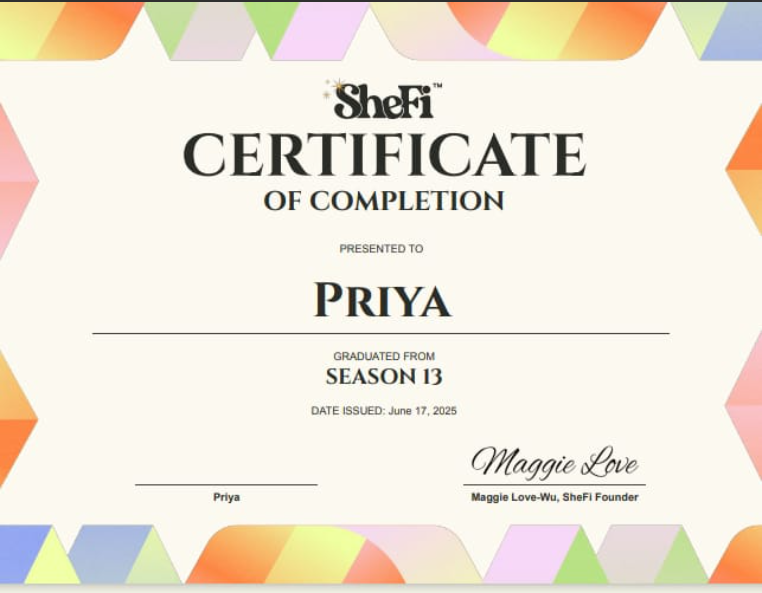 SheFi™
CERTIFICATE
OF COMPLETION
PRESENTED TO
PRIYA
GRADUATED FROM
SEASON 13
DATE ISSUED: June 17, 2025
Maggie Love
Priya
Maggie Love-Wu, SheFi Founder